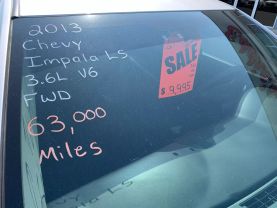 2013
Chevy
Impala LS
3.6L V6
FWD
63,000
Miles
SALE
$ 9,995